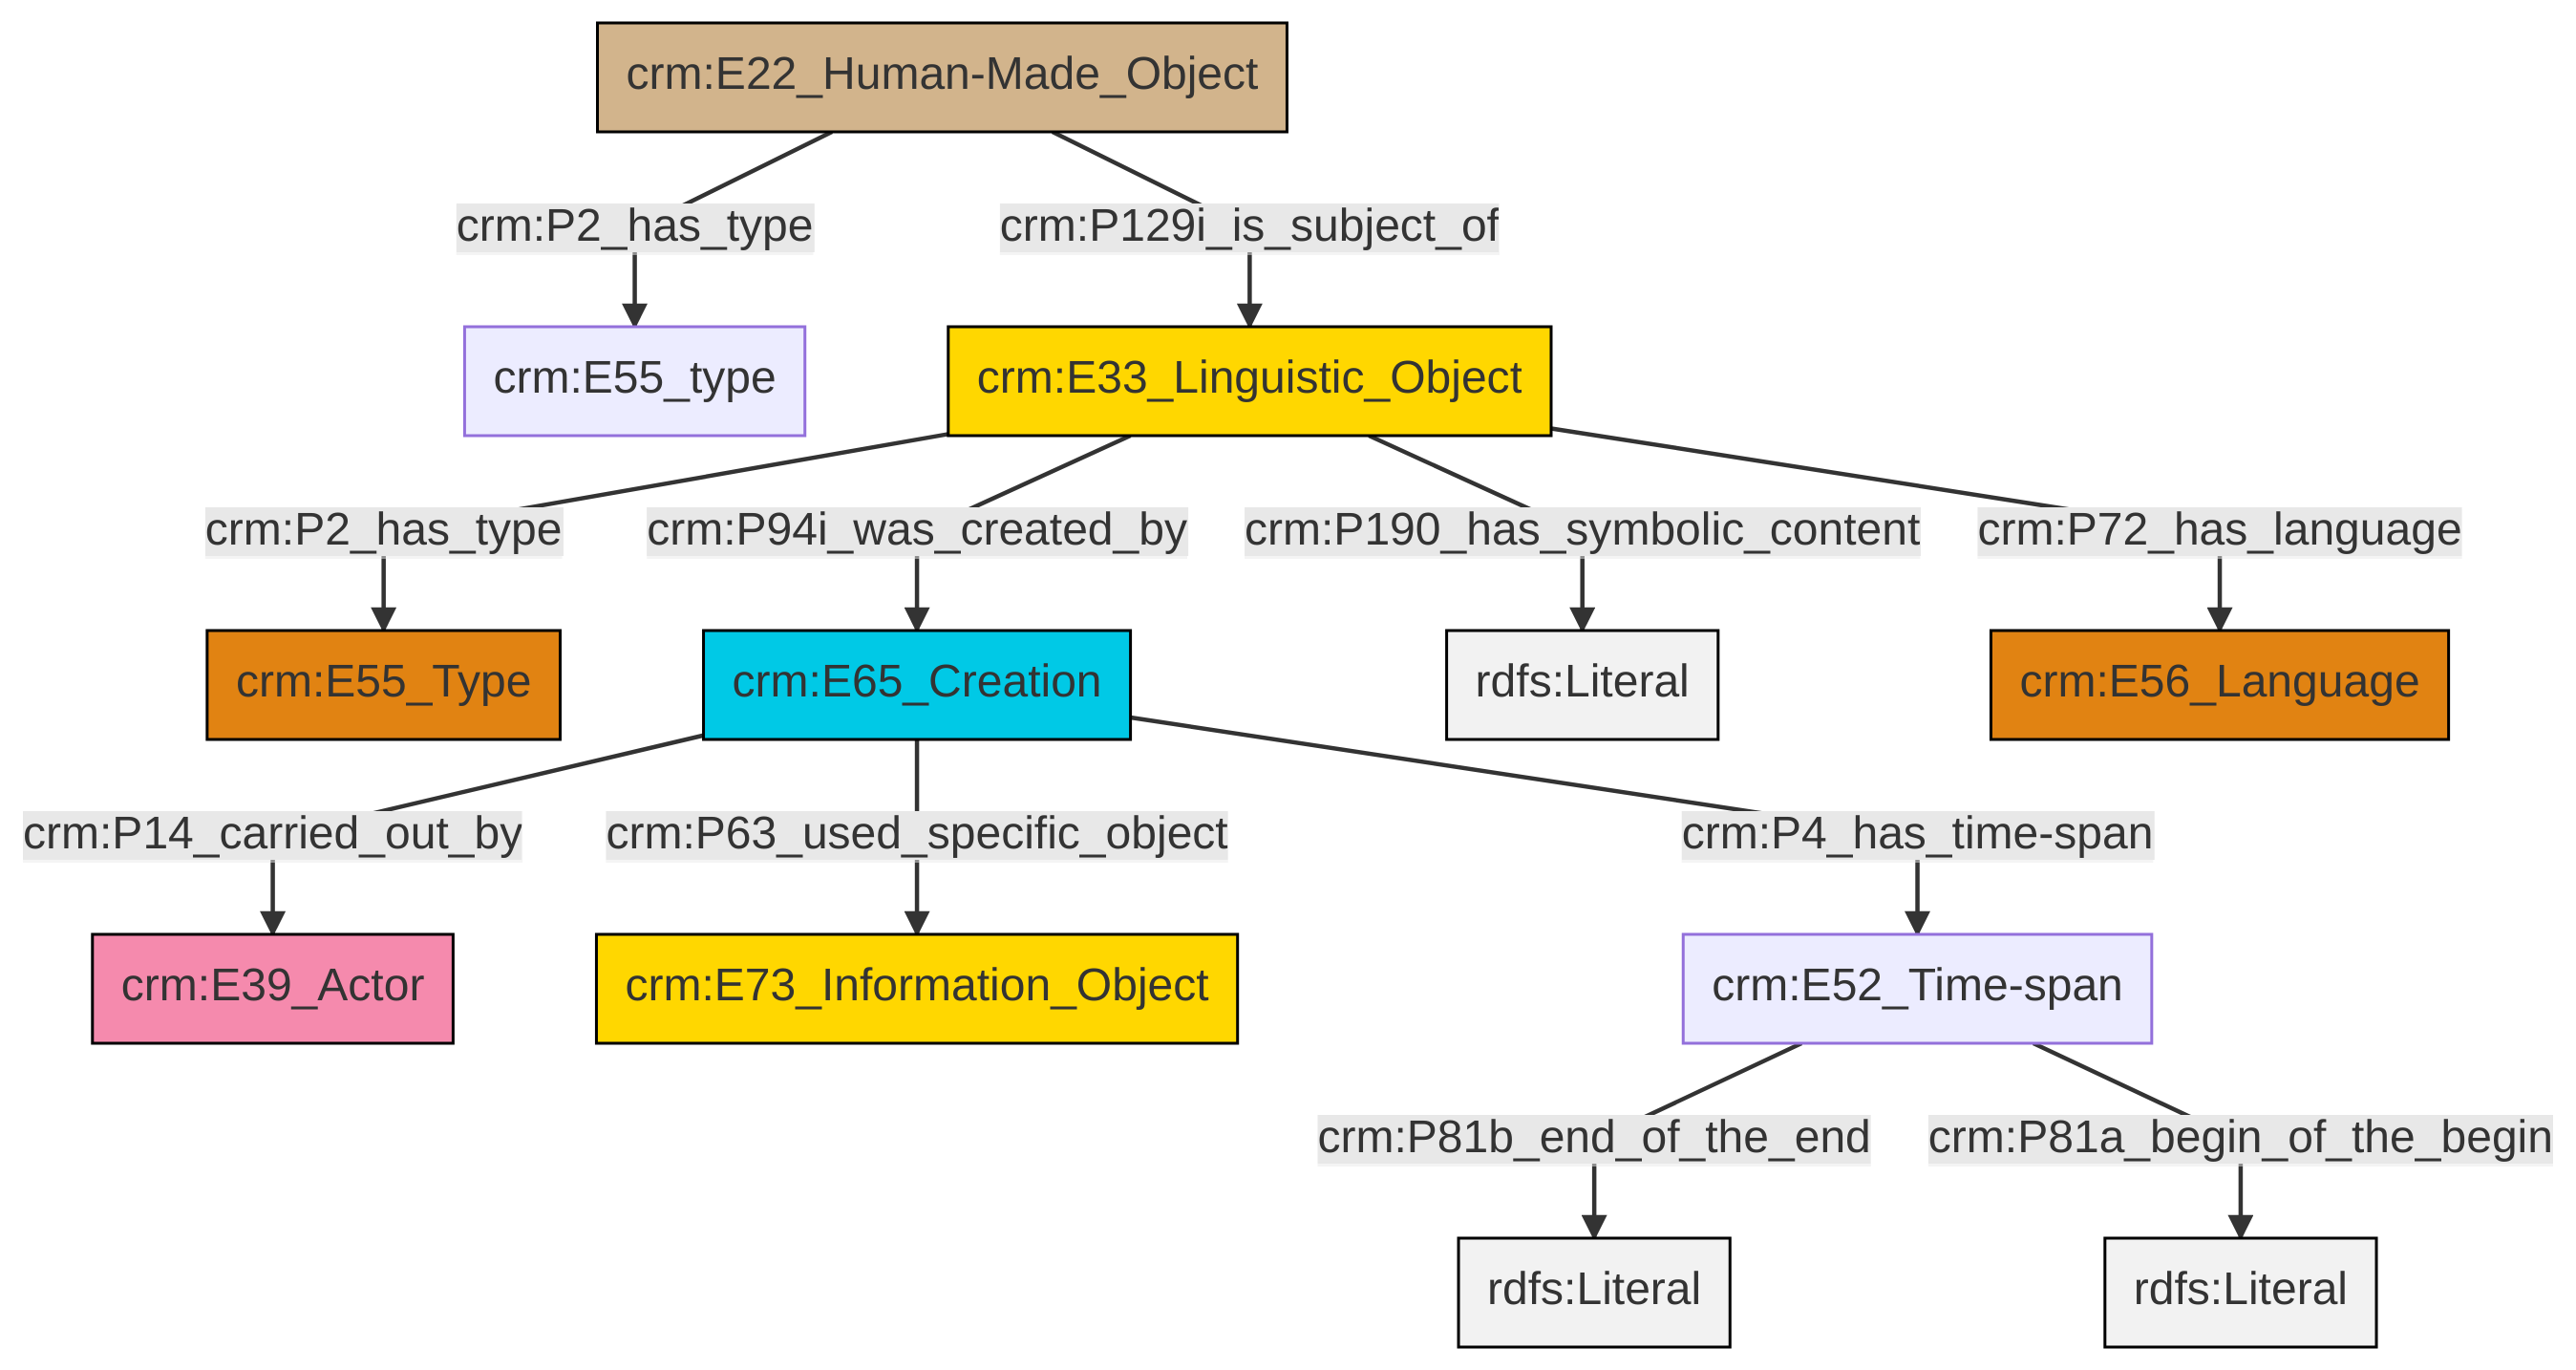 crm:E22_Human-Made_Object
crm:P2_has_type
crm:P129i_is_subject_of
crm:E55_type
crm:E33_Linguistic_Object
crm:P2_has_type
crm:P94i_was_created_by
crm:P190_has_symbolic_content
crm:P72_has_language
crm:E55_Type
crm:E65_Creation
rdfs:Literal
crm:E56_Language
crm:P14_carried_out_by
crm:P63_used_specific_object
crm:P4_has_time-span
crm:E39_Actor
crm:E73_Information_Object
crm:E52_Time-span
crm:P81b_end_of_the_end
crm:P81a_begin_of_the_begin
rdfs:Literal
rdfs:Literal